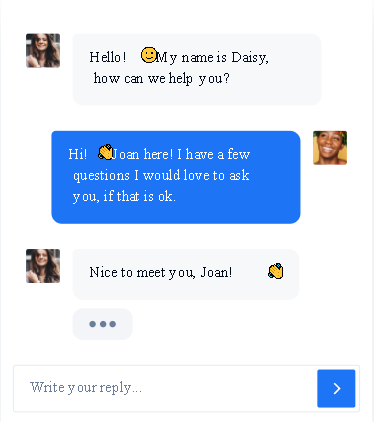 Hello! 🙂My name is Daisy,
how can we help you?
Hi! 👋Joan here! I have a few
questions I would love to ask
you, if that is ok.
Nice to meet you, Joan! 👋
Write your reply...